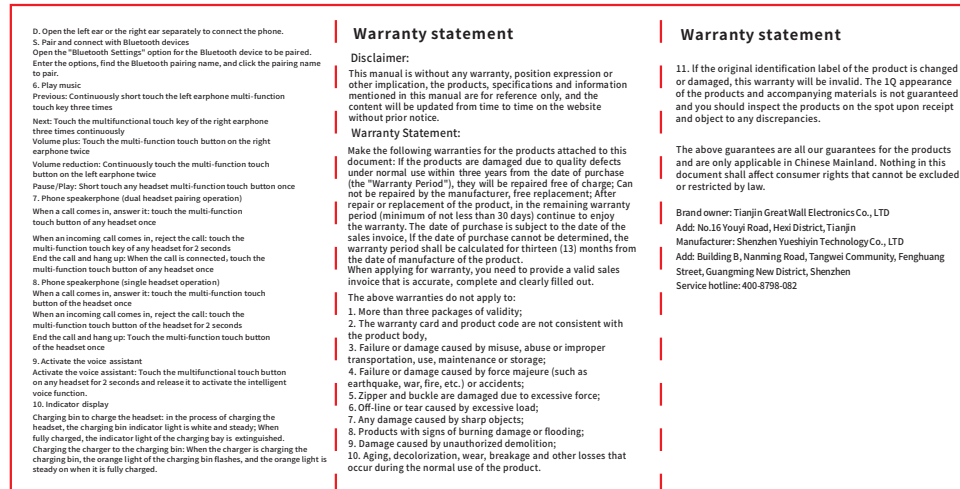 D. Open the left ear or the right ear separately to connect the phone.
5. Pair and connect with Bluetooth devices
Open the "Bluetooth Settings" option for the Bluetooth device to be paired.
Enter the options, find the Bluetooth pairing name, and click the pairing name
to pair.
6. Play music
Previous: Continuously short touch the left earphone multi-function
touch key three times
Next: Touch the multifunctional touch key of the right earphone
three times continuously
Volume plus: Touch the multi-function touch button on the right
earphone twice
Volume reduction: Continuously touch the multi-function touch
button on the left earphone twice
Pause/Play: Short touch any headset multi-function touch button once
7. Phone speakerphone (dual headset pairing operation)
When a call comes in, answer it: touch the multi-function
touch button of any headset once
When an incoming call comes in, reject the call: touch the
multi-function touch key of any headset for 2 seconds
End the call and hang up: When the call is connected, touch the
multi-function touch button of any headset once
8. Phone speakerphone (single headset operation)
When a call comes in, answer it: touch the multi-function touch
button of the headset once
When an incoming call comes in, reject the call: touch the
multi-function touch button of the headset for 2 seconds
End the call and hang up: Touch the multi-function touch button
of the headset once
9. Activate the voice assistant
Activate the voice assistant: Touch the multifunctional touch button
on any headset for 2 seconds and release it to activate the intelligent
voice function.
10. Indicator display
Charging bin to charge the headset: in the process of charging the
headset, the charging bin indicator light is white and steady; When
fully charged, the indicator light of the charging bay is extinguished.
Charging the charger to the charging bin: When the charger is charging the
charging bin, the orange light of the charging bin flashes, and the orange light is
steady on when it is fully charged.
Warranty statement
Disclaimer:
This manual is without any warranty, position expression or
other implication, the products, specifications and information
mentioned in this manual are for reference only, and the
content will be updated from time to time on the website
without prior notice.
Warranty Statement:
Make the following warranties for the products attached to this
document: If the products are damaged due to quality defects
under normal use within three years from the date of purchase
(the "Warranty Period"), they will be repaired free of charge; Can
not be repaired by the manufacturer, free replacement; After
repair or replacement of the product, in the remaining warranty
period (minimum of not less than 30 days) continue to enjoy
the warranty. The date of purchase is subject to the date of the
sales invoice, If the date of purchase cannot be determined, the
warranty period shall be calculated for thirteen (13) months from
the date of manufacture of the product.
When applying for warranty, you need to provide a valid sales
invoice that is accurate, complete and clearly filled out.
The above warranties do not apply to:
1. More than three packages of validity;
2. The warranty card and product code are not consistent with
the product body,
3. Failure or damage caused by misuse, abuse or improper
transportation, use, maintenance or storage;
4. Failure or damage caused by force majeure (such as
earthquake, war, fire, etc.) or accidents;
5. Zipper and buckle are damaged due to excessive force;
6. Off-line or tear caused by excessive load;
7. Any damage caused by sharp objects;
8. Products with signs of burning damage or flooding;
9. Damage caused by unauthorized demolition;
10. Aging, decolorization, wear, breakage and other losses that
occur during the normal use of the product.
Warranty statement
11. If the original identification label of the product is changed
or damaged, this warranty will be invalid. The 1Q appearance
of the products and accompanying materials is not guaranteed
and you should inspect the products on the spot upon receipt
and object to any discrepancies.
The above guarantees are all our guarantees for the products
and are only applicable in Chinese Mainland. Nothing in this
document shall affect consumer rights that cannot be excluded
or restricted by law.
Brand owner: Tianjin GreatWall Electronics Co., LTD
Add: No.16 Youyi Road, Hexi District, Tianjin
Manufacturer: Shenzhen Yueshiyin Technology Co., LTD
Add: Building B, Nanming Road, Tangwei Community, Fenghuang
Street, Guangming New District, Shenzhen
Service hotline: 400-8798-082